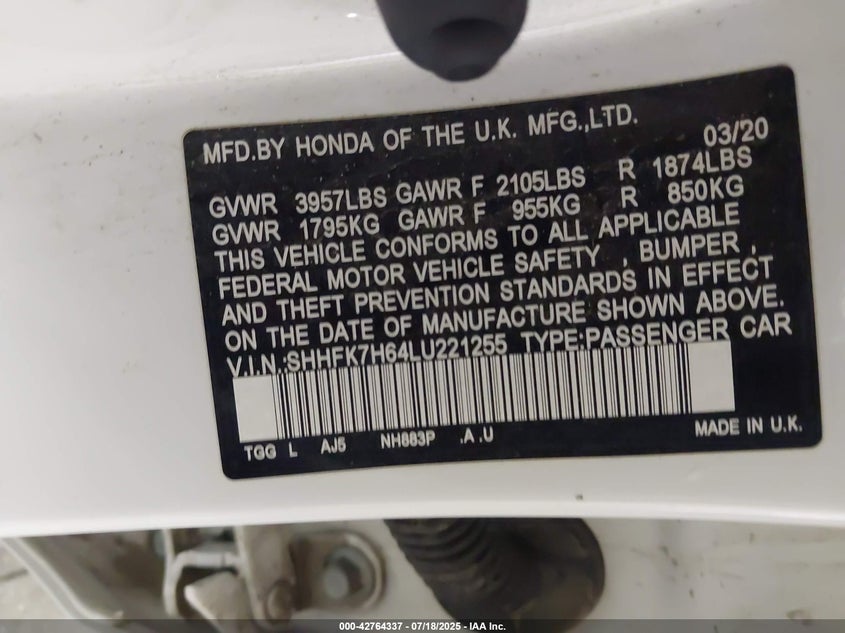 MFD.BY HONDA OF THE U.K. MFG.,LTD. 03/20
GVWR 3957LBS GAWR F 2105LBS R 1874LBS
GVWR 1795KG GAWR F 955KG R 850KG
THIS VEHICLE CONFORMS TO ALL APPLICABLE
FEDERAL MOTOR VEHICLE SAFETY , BUMPER ,
AND THEFT PREVENTION STANDARDS IN EFFECT
ON THE DATE OF MANUFACTURE SHOWN ABOVE.
V.I.N.:SHHFK7H64LU221255 TYPE:PASSENGER CAR
TGG L AJ5 NH883P .A .U MADE IN U.K.
000-42764337 - 07/18/2025 - IAA Inc.